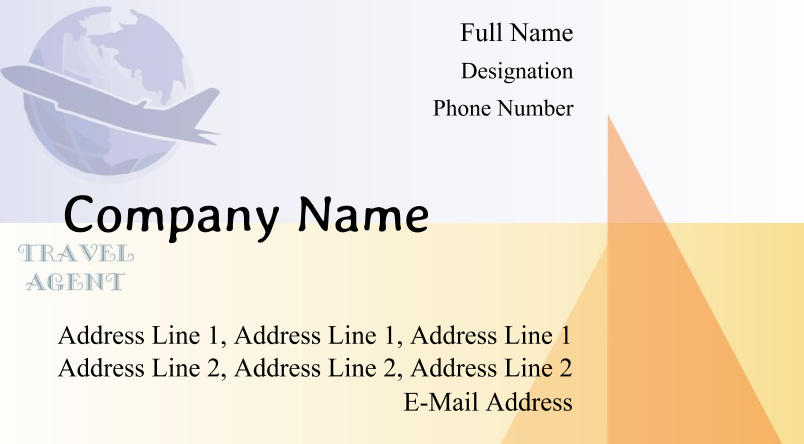 Full Name
Designation
Phone Number
Company Name
TRAVEL
AGENT
Address Line 1, Address Line 1, Address Line 1
Address Line 2, Address Line 2, Address Line 2
E-Mail Address